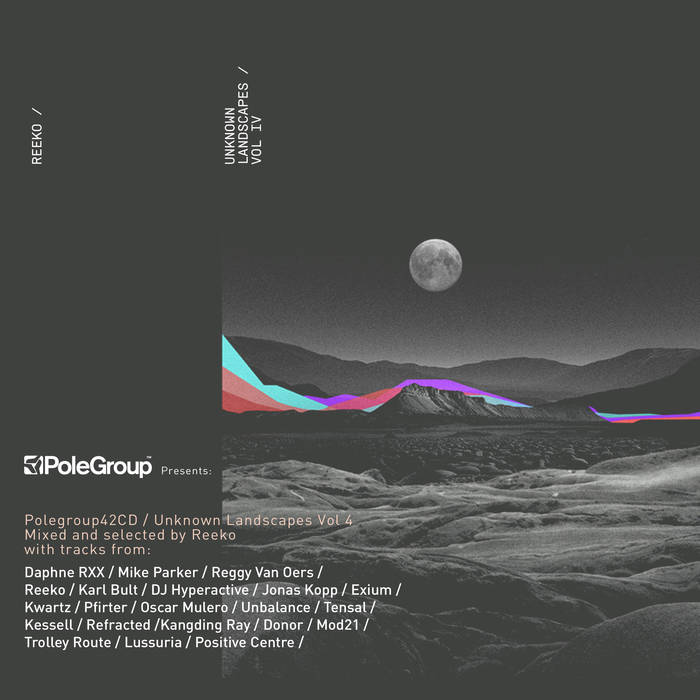 REEKO /
UNKNOWN
LANDSCAPES /
VOL IV
PoleGroup™
Presents:
Polegroup42CD / Unknown Landscapes Vol 4
Mixed and selected by Reeko
with tracks from:
Daphne RXX / Mike Parker / Reggy Van Oers /
Reeko / Karl Bult / DJ Hyperactive / Jonas Kopp / Exium /
Kwartz / Pfirter / Oscar Mulero / Unbalance / Tensal /
Kessell / Refracted /Kangding Ray / Donor / Mod21 /
Trolley Route / Lussuria / Positive Centre /